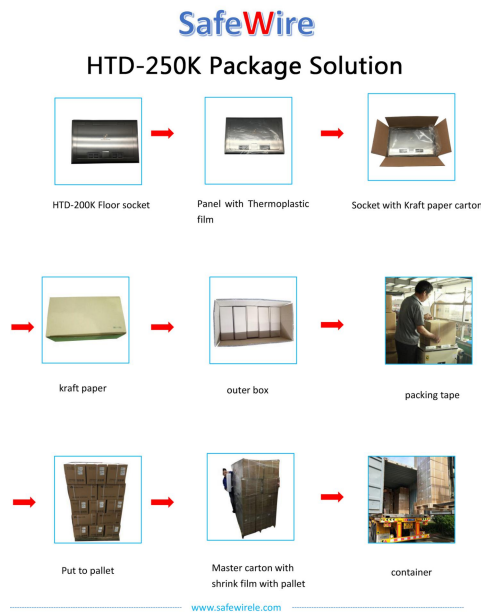 SafeWire
HTD-250K Package Solution
HTD-200K Floor socket
Panel with Thermoplastic
film
Socket with Kraft paper carton
kraft paper
outer box
packing tape
Put to pallet
Master carton with
shrink film with pallet
container
www.safewirele.com